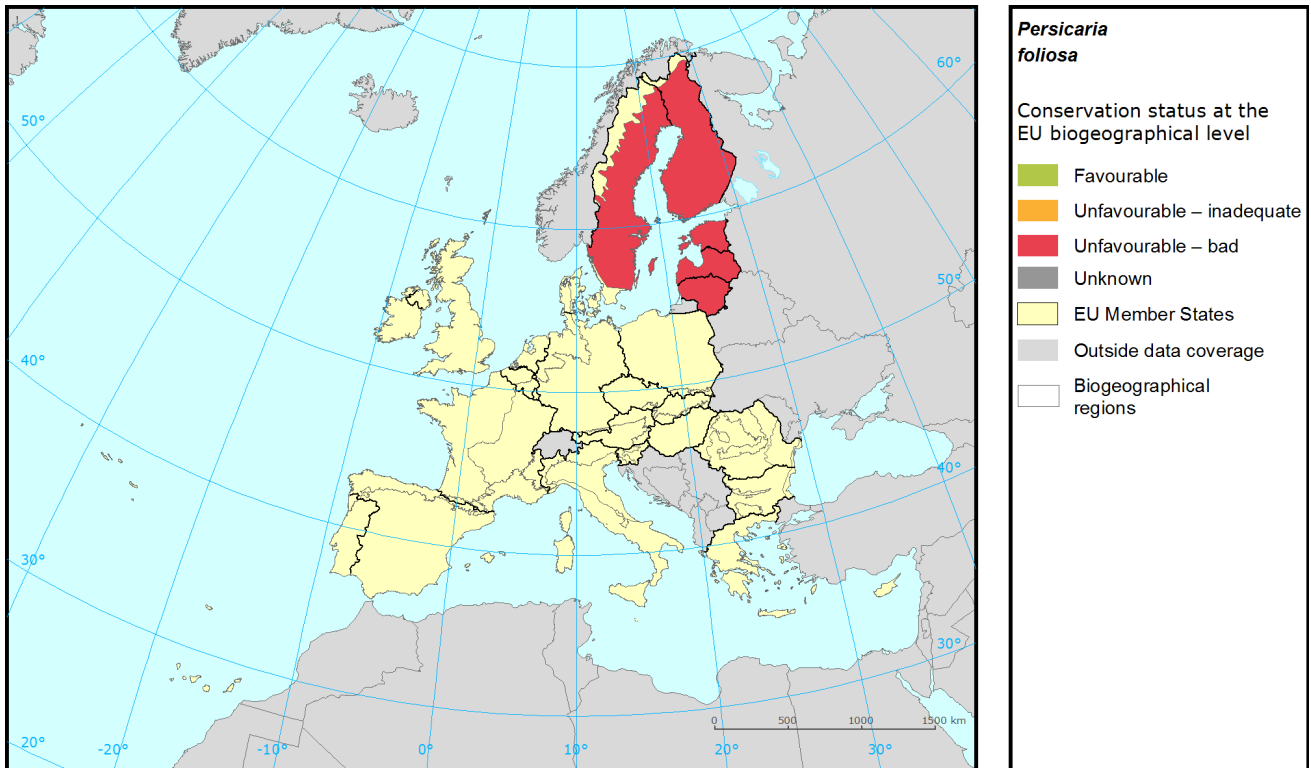 Persicaria
foliosa
Conservation status at the
EU biogeographical level
Favourable
Unfavourable – inadequate
Unfavourable – bad
Unknown
EU Member States
Outside data coverage
Biogeographical
regions
60°
50°
50°
40°
40°
30°
30°
20°
-20°
-10°
0°
10°
20°
30°
0 500 1000 1500 km